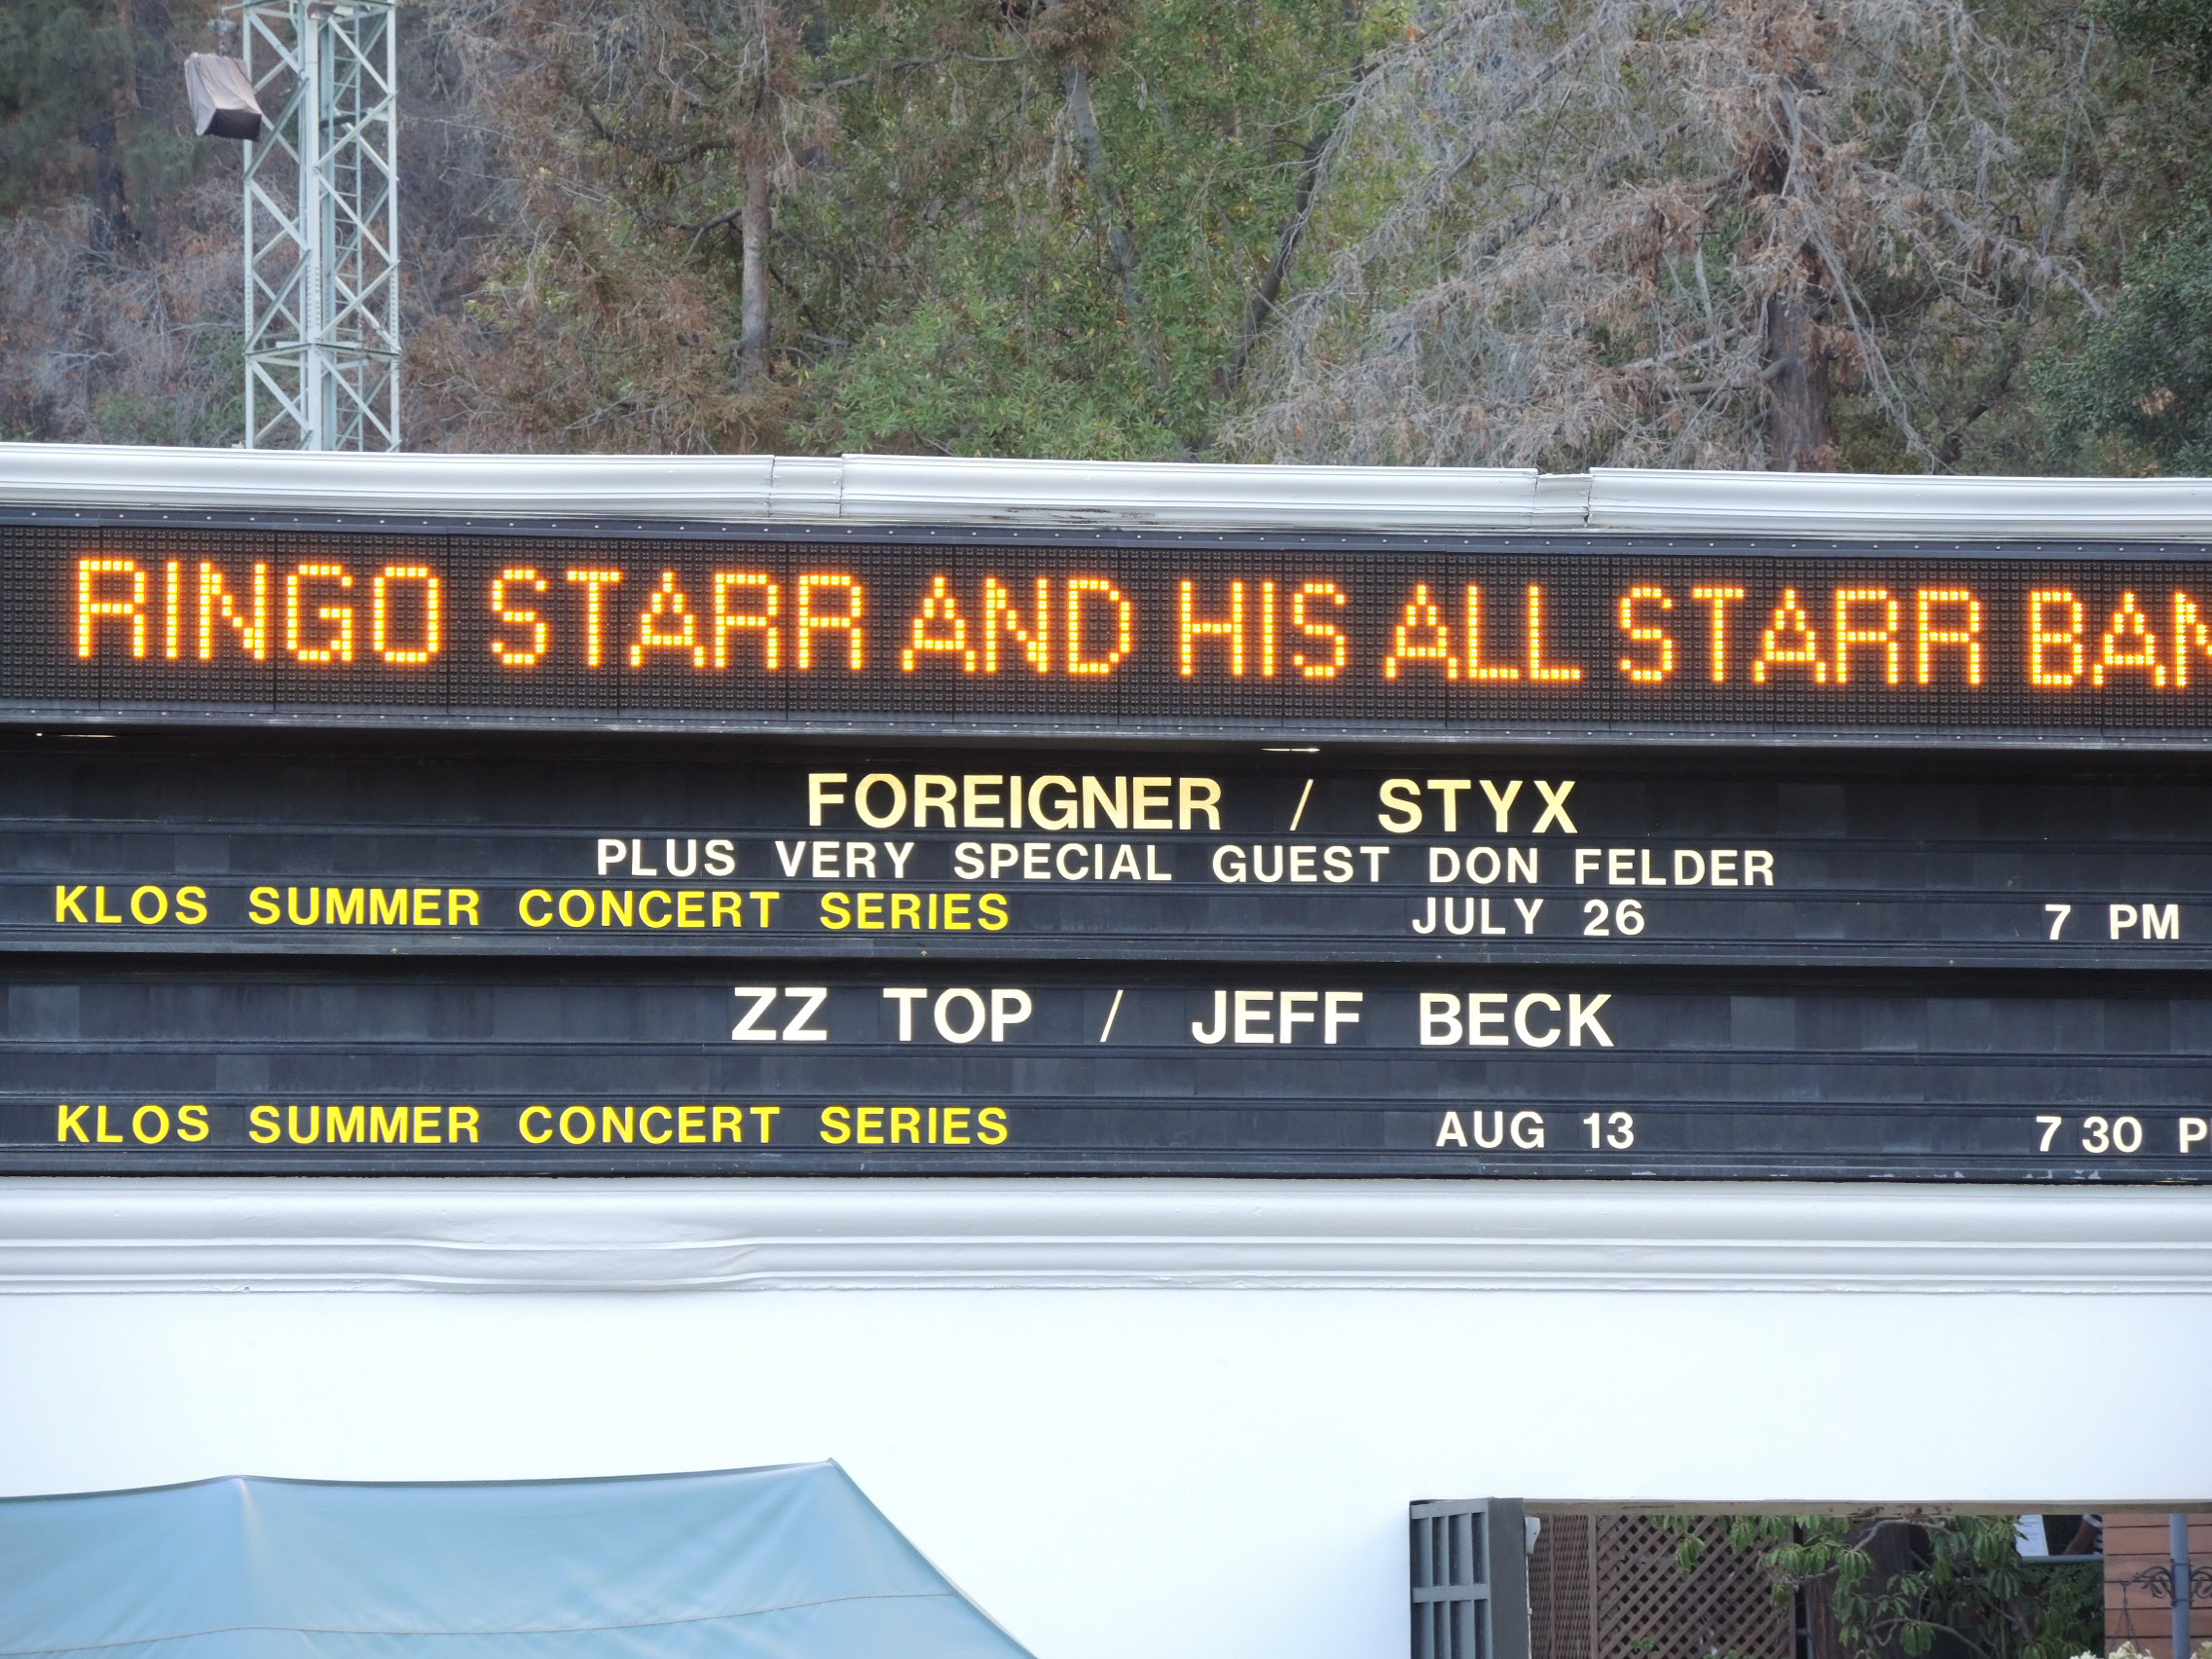 RINGO STARR AND HIS ALL STARR BAN
FOREIGNER / STYX
PLUS VERY SPECIAL GUEST DON FELDER
KLOS SUMMER CONCERT SERIES JULY 26 7 PM
ZZ TOP / JEFF BECK
KLOS SUMMER CONCERT SERIES AUG 13 7 30 P